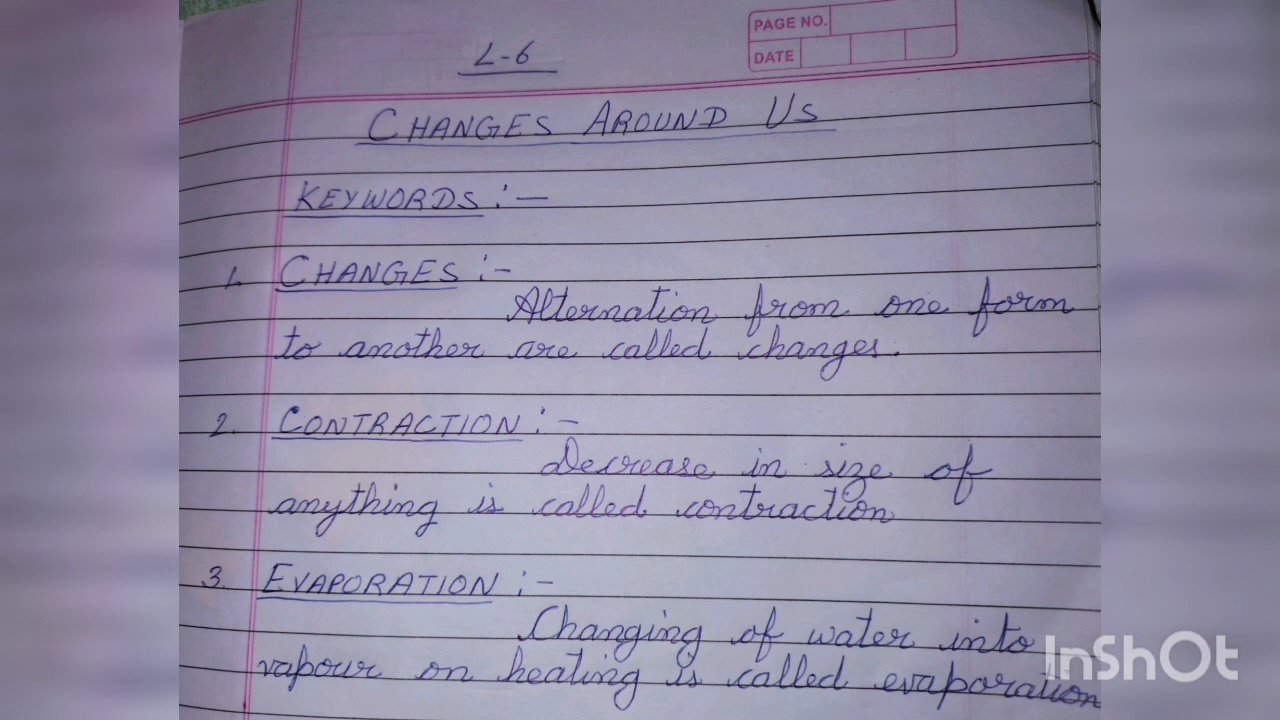 PAGE NO.
DATE
L-6
CHANGES AROUND US
KEYWORDS :-
1. CHANGES :-
Alternation from one form
to another are called changes.
2. CONTRACTION :-
Decrease in size of
anything is called contraction
3. EVAPORATION :-
Changing of water into
vapour on heating is called evaporation
InShOt